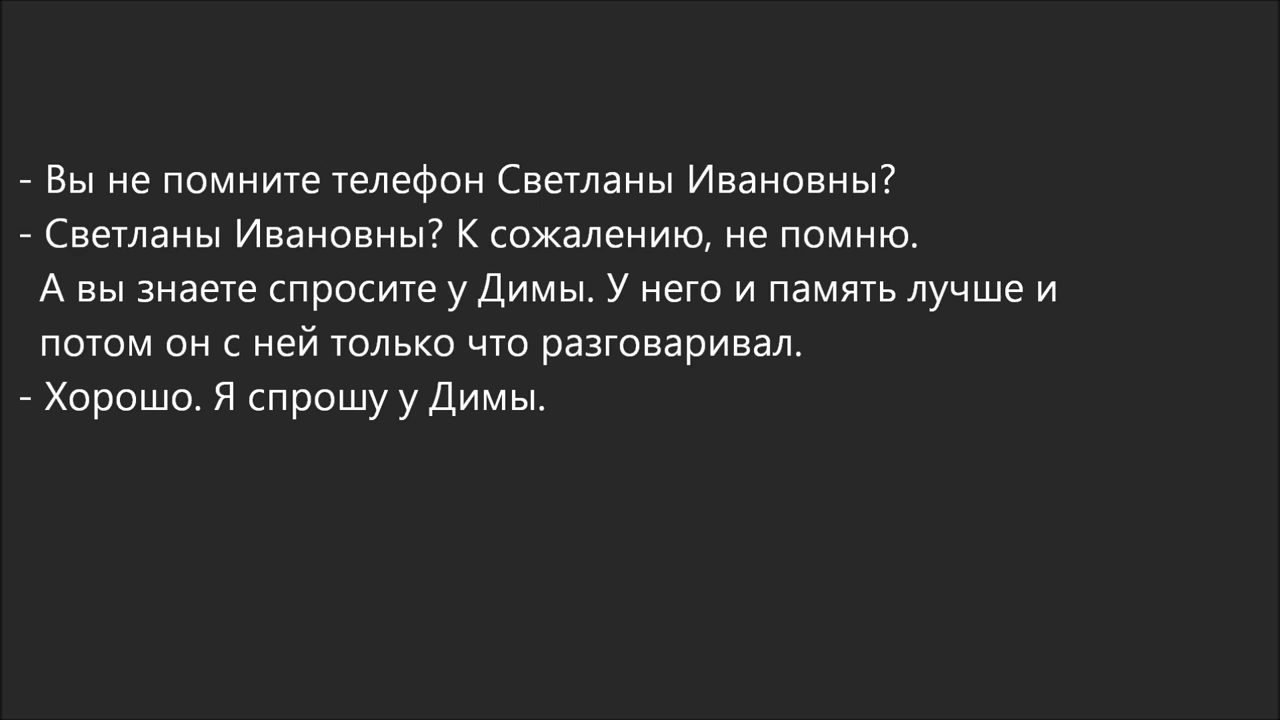 - Вы не помните телефон Светланы Ивановны?
- Светланы Ивановны? К сожалению, не помню.
А вы знаете спросите у Димы. У него и память лучше и
потом он с ней только что разговаривал.
- Хорошо. Я спрошу у Димы.